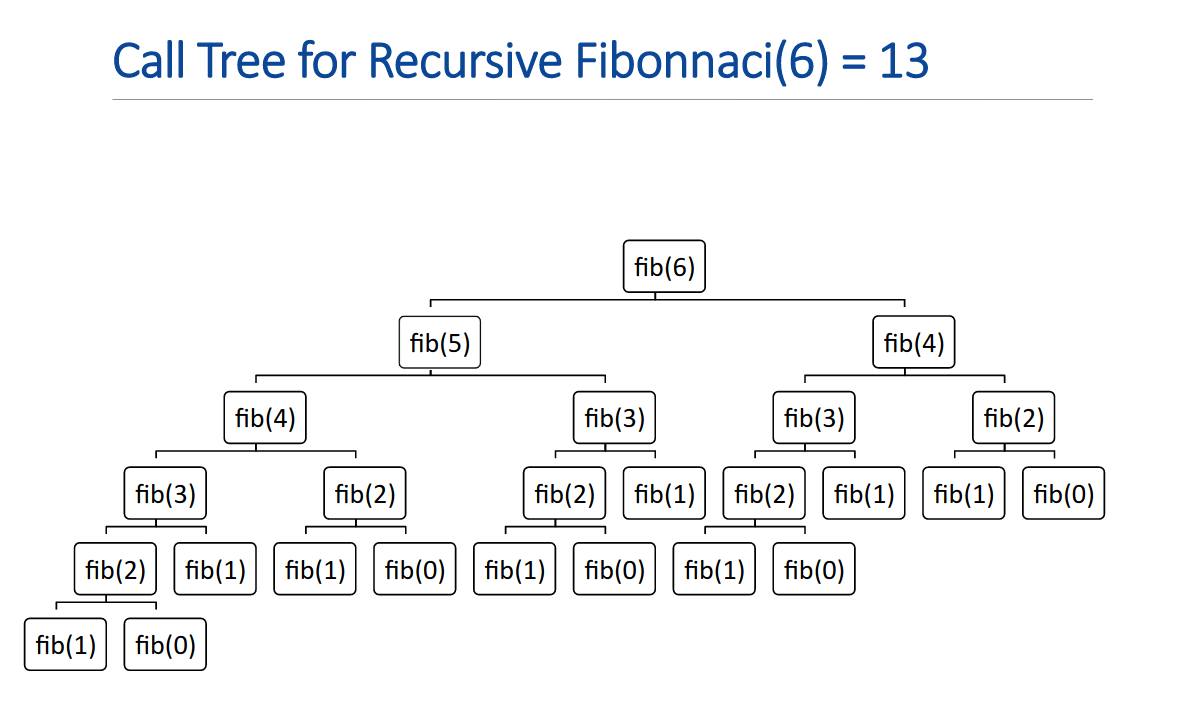 Call Tree for Recursive Fibonnaci(6) = 13
fib(6)
fib(5) fib(4)
fib(4) fib(3) fib(3) fib(2)
fib(3) fib(2) fib(2) fib(1) fib(2) fib(1) fib(1) fib(0)
fib(2) fib(1) fib(1) fib(0) fib(1) fib(0) fib(1) fib(0)
fib(1) fib(0)